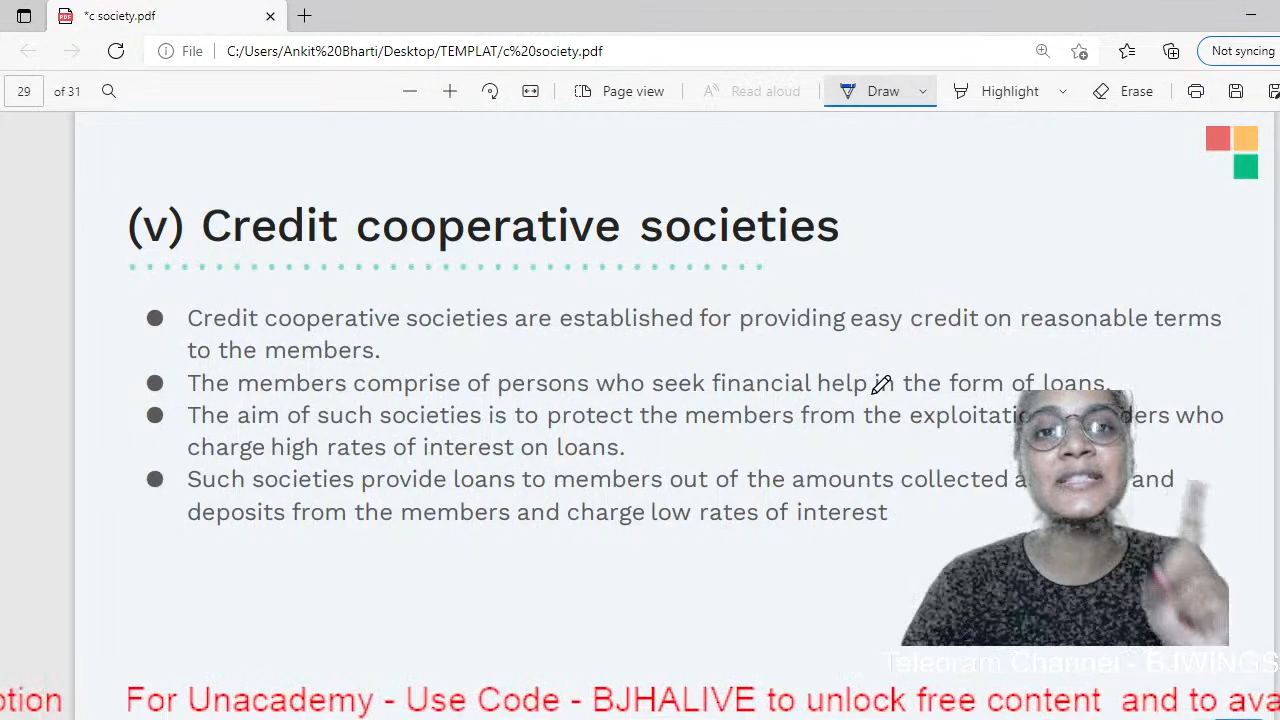 *c society.pdf
File
C:/Users/Ankit%20Bharti/Desktop/TEMPLAT/c%20society.pdf
Not syncing
29 of 31
Page view
Read aloud
Draw
Highlight
Erase
(v) Credit cooperative societies
Credit cooperative societies are established for providing easy credit on reasonable terms
to the members.
The members comprise of persons who seek financial help in the form of loans.
The aim of such societies is to protect the members from the who
charge high rates of interest on loans.
Such societies provide loans to members out of the amounts collected and
deposits from the members and charge low rates of interest
Telegram Channel - BJWINGS
For Unacademy - Use Code - BJHALIVE to unlock free content and to